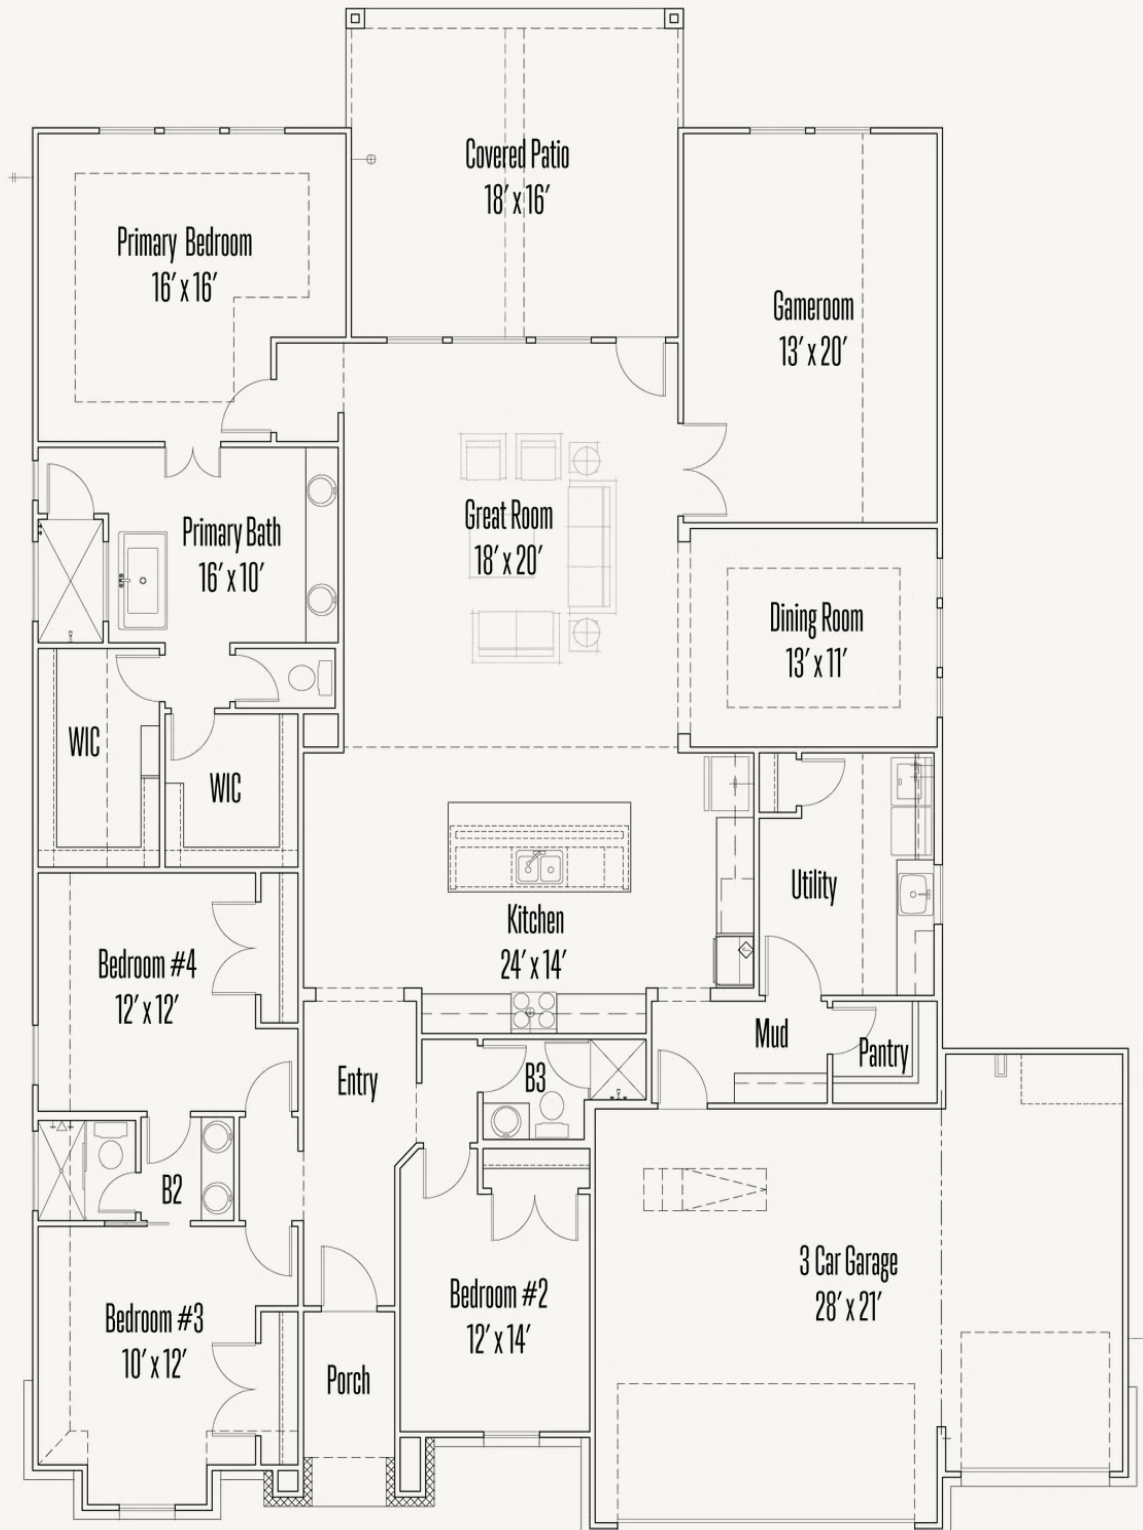 Covered Patio
18' x 16'
Primary Bedroom
16' x 16'
Gameroom
13' x 20'
Great Room
18' x 20'
Primary Bath
16' x 10'
Dining Room
13' x 11'
WIC
WIC
Utility
Kitchen
24' x 14'
Bedroom #4
12' x 12'
Mud
Pantry
Entry
B3
B2
3 Car Garage
28' x 21'
Bedroom #2
12' x 14'
Bedroom #3
10' x 12'
Porch